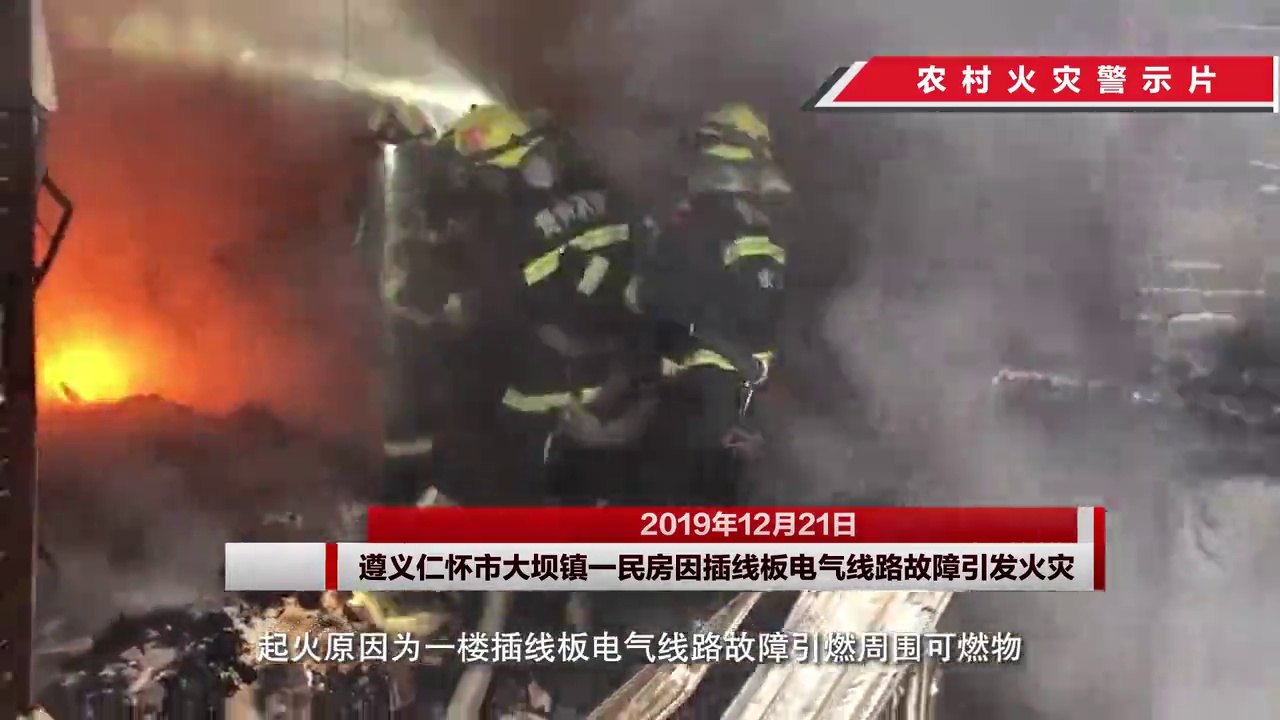 农村火灾警示片
2019年12月21日
遵义仁怀市大坝镇一民房因插线板电气线路故障引发火灾
起火原因为一楼插线板电气线路故障引燃周围可燃物